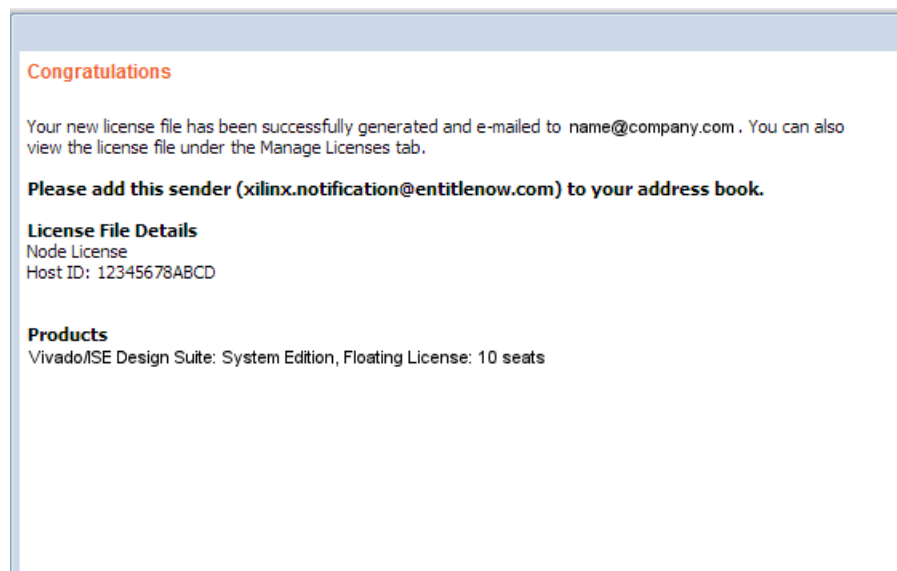 Congratulations
Your new license file has been successfully generated and e-mailed to name@company.com . You can also
view the license file under the Manage Licenses tab.
Please add this sender (xilinx.notification@entitlenow.com) to your address book.
License File Details
Node License
Host ID: 12345678ABCD
Products
Vivado/ISE Design Suite: System Edition, Floating License: 10 seats